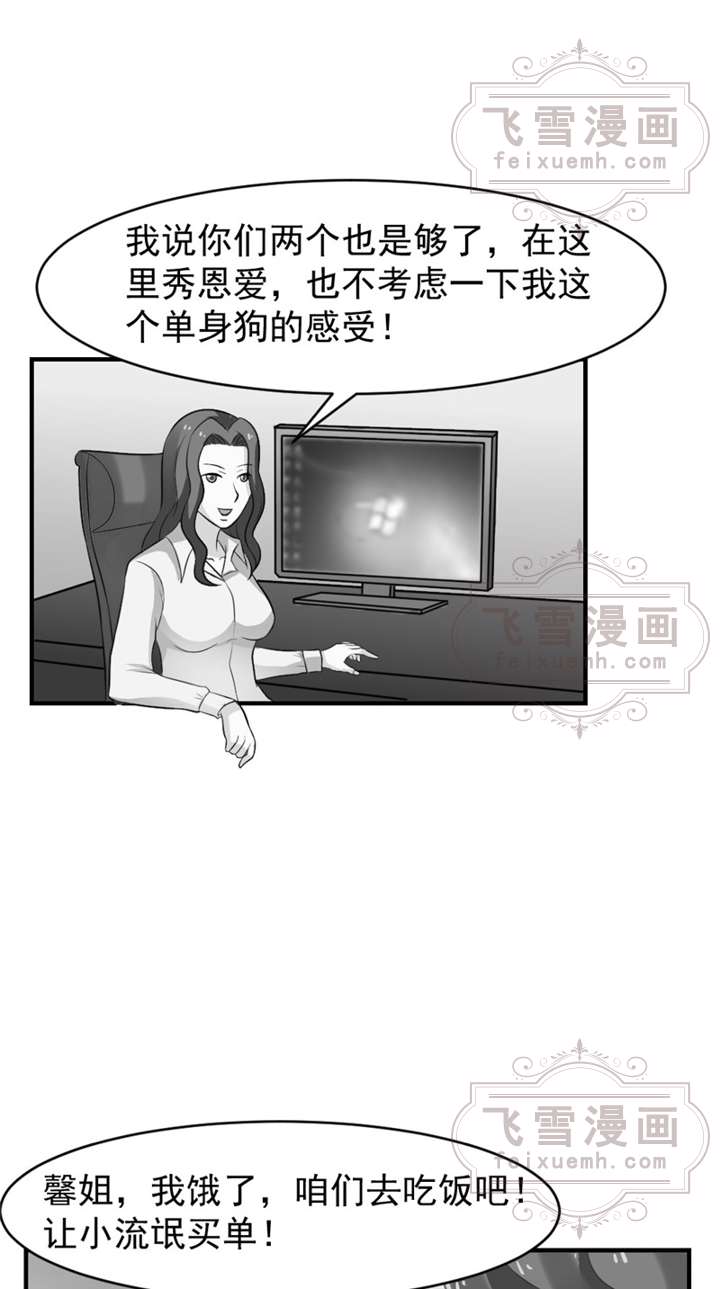 飞雪漫画
feixuemh.com
我说你们两个也是够了，在这
里秀恩爱，也不考虑一下我这
个单身狗的感受！
飞雪漫画
feixuemh.com
飞雪漫画
feixuemh.com
馨姐，我饿了，咱们去吃饭吧！
让小流氓买单！